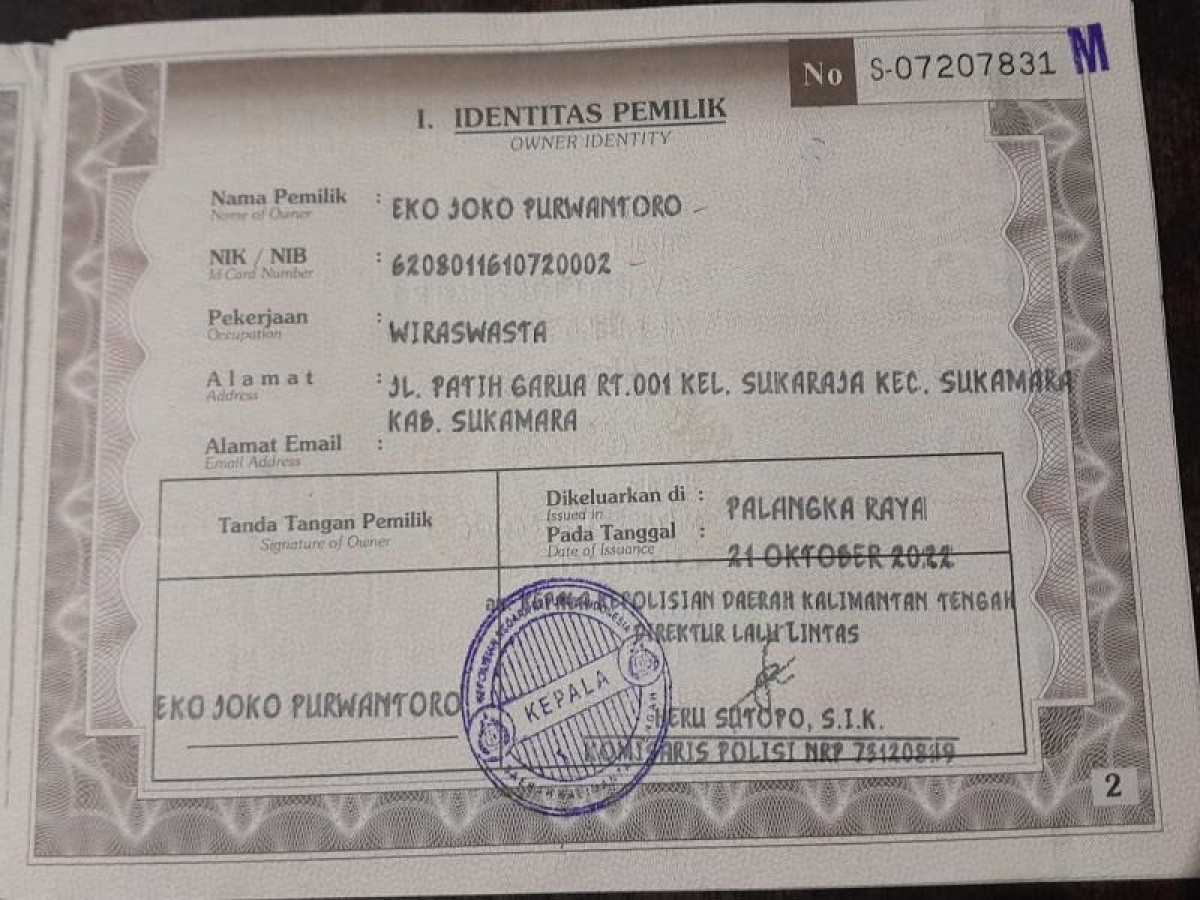 No S-07207831 M
I. IDENTITAS PEMILIK
OWNER IDENTITY
Nama Pemilik : EKO JOKO PURWANTORO -
Name of Owner
NIK / NIB : 6208011610720002 -
Id Card Number
Pekerjaan : WIRASWASTA
Occupation
Alamat : JL. PATIH GARUA RT.001 KEL. SUKARAJA KEC. SUKAMARA
Address
KAB. SUKAMARA
Alamat Email :
Email Address
Tanda Tangan Pemilik
Signature of Owner
Dikeluarkan di : PALANGKA RAYA
Issued in
Pada Tanggal : 21 OKTOBER 2022
Date of Issuance
an. KEPALA KEPOLISIAN DAERAH KALIMANTAN TENGAH
DIREKTUR LALU LINTAS
KEPALA
EKO JOKO PURWANTORO
HERU SUTOPO, S.I.K.
KOMISARIS POLISI NRP
2